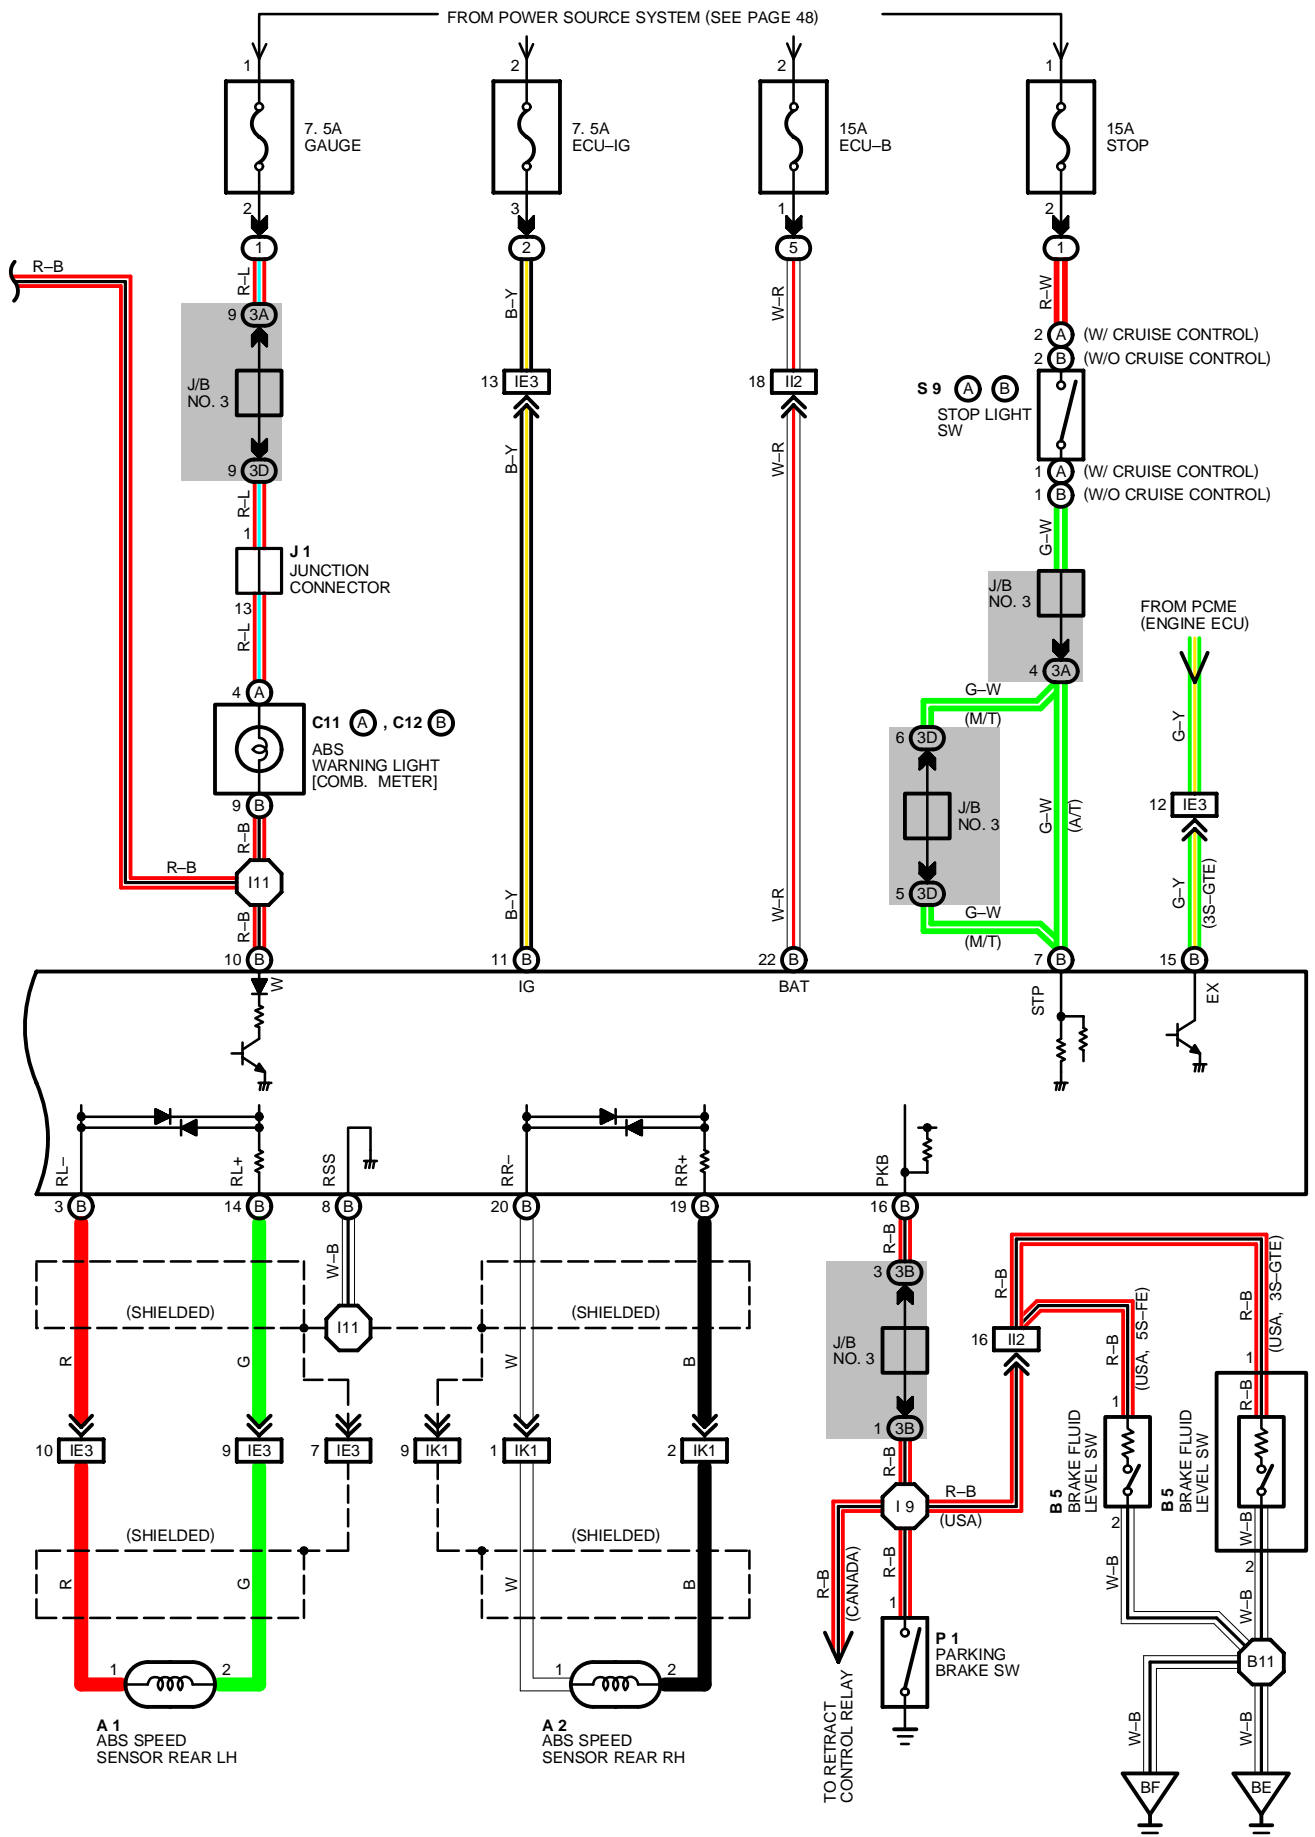 FROM POWER SOURCE SYSTEM (SEE PAGE 48)
1
2
2
1
7. 5A
GAUGE
7. 5A
ECU–IG
15A
ECU–B
15A
STOP
2
3
1
2
1
2
5
1
R–B
R–L
B–Y
W–R
R–W
9 3A
2 A (W/ CRUISE CONTROL)
2 B (W/O CRUISE CONTROL)
J/B
NO. 3
13 IE3
18 II2
S 9 A B
STOP LIGHT
SW
9 3D
B–Y
W–R
1 A (W/ CRUISE CONTROL)
1 B (W/O CRUISE CONTROL)
R–L
1
G–W
J 1
JUNCTION
CONNECTOR
13
R–L
J/B
NO. 3
FROM PCME
(ENGINE ECU)
4 3A
4 A
G–W
(M/T)
C11 A , C12 B
ABS
WARNING LIGHT
[COMB. METER]
6 3D
G–Y
9 B
J/B
NO. 3
G–W
(A/T)
12 IE3
R–B
R–B
I11
5 3D
G–Y
(3S–GTE)
R–B
B–Y
W–R
G–W
(M/T)
10 B
11 B
22 B
7 B
15 B
W
IG
BAT
STP
EX
RL–
RL+
RSS
RR–
RR+
PKB
3 B
14 B
8 B
20 B
19 B
16 B
W–B
R–B
R–B
R–B
(USA, 3S–GTE)
3 3B
(SHIELDED)
I11
(SHIELDED)
J/B
NO. 3
16 II2
R–B
(USA, 5S–FE)
R
G
W
B
1
R–B
1
1 3B
10 IE3
9 IE3
7 IE3
9 IK1
1 IK1
2 IK1
R–B
B 5
BRAKE FLUID
LEVEL SW
B 5
BRAKE FLUID
LEVEL SW
I 9
R–B
(USA)
(SHIELDED)
(SHIELDED)
2
W–B
2
R
G
W
B
R–B
(CANADA)
R–B
W–B
W–B
1
P 1
PARKING
BRAKE SW
B11
1
2
1
2
A 1
ABS SPEED
SENSOR REAR LH
A 2
ABS SPEED
SENSOR REAR RH
TO RETRACT
CONTROL RELAY
W–B
W–B
BF
BE